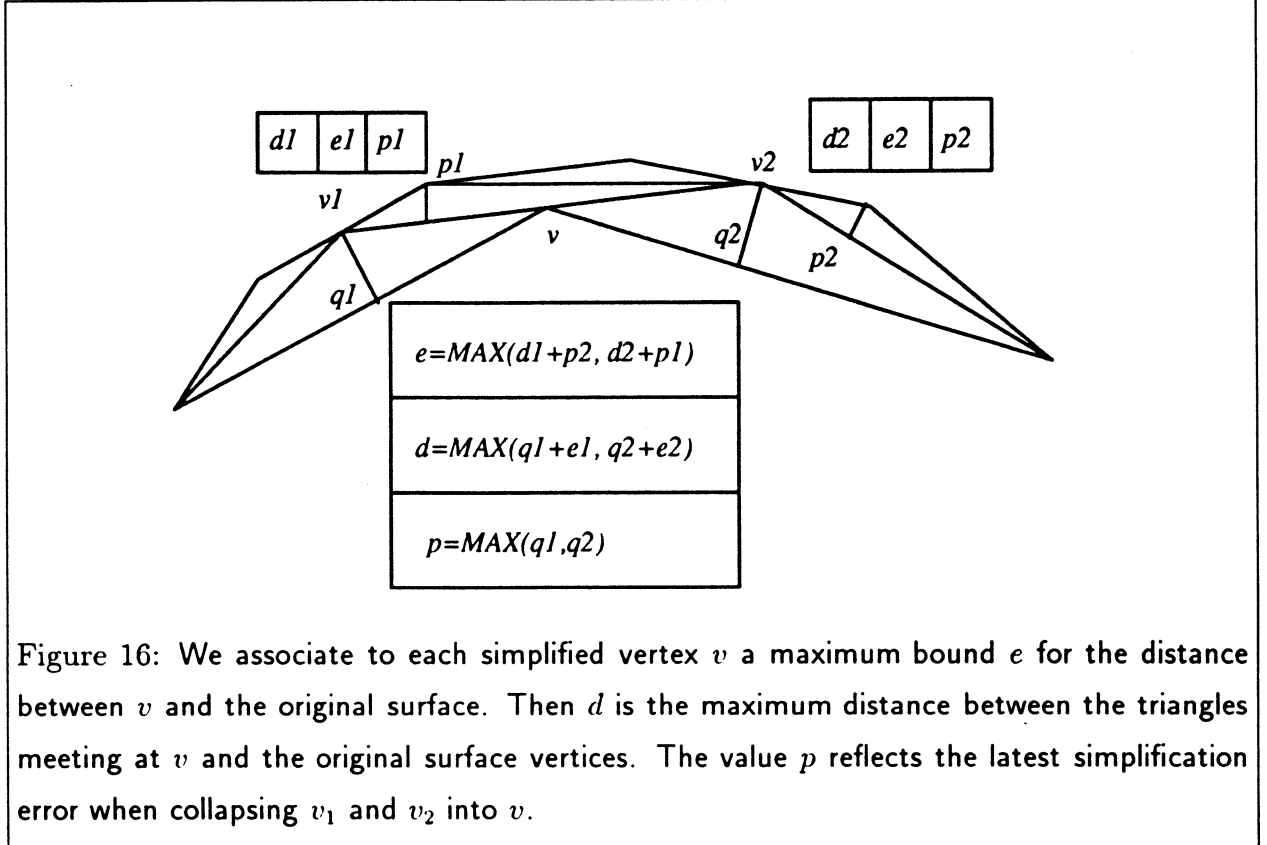 d1 e1 p1
d2 e2 p2
p1
v2
v1
v
q2
p2
q1
e=MAX(d1+p2, d2+p1)
d=MAX(q1+e1, q2+e2)
p=MAX(q1,q2)
Figure 16: We associate to each simplified vertex v a maximum bound e for the distance
between v and the original surface. Then d is the maximum distance between the triangles
meeting at v and the original surface vertices. The value p reflects the latest simplification
error when collapsing v₁ and v₂ into v.